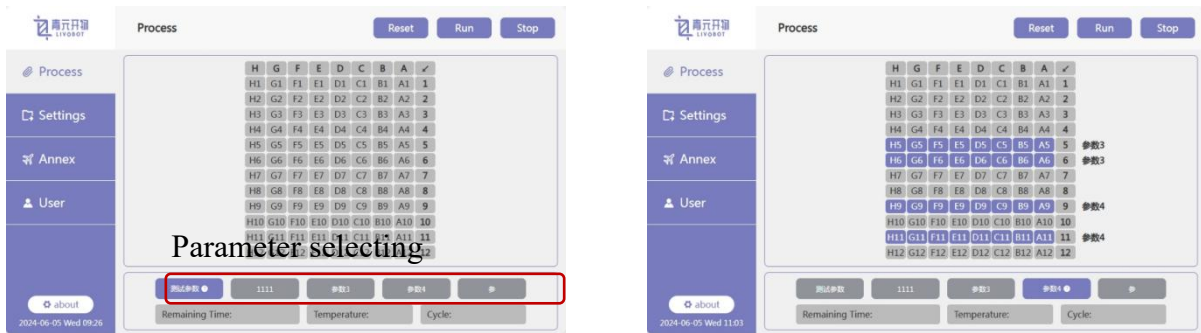 青元开物
LIVOBOT
Process
Reset
Run
Stop
Process
Settings
Annex
User
about
2024-06-05 Wed 09:26
H G F E D C B A ↙
H1 G1 F1 E1 D1 C1 B1 A1 1
H2 G2 F2 E2 D2 C2 B2 A2 2
H3 G3 F3 E3 D3 C3 B3 A3 3
H4 G4 F4 E4 D4 C4 B4 A4 4
H5 G5 F5 E5 D5 C5 B5 A5 5
H6 G6 F6 E6 D6 C6 B6 A6 6
H7 G7 F7 E7 D7 C7 B7 A7 7
H8 G8 F8 E8 D8 C8 B8 A8 8
H9 G9 F9 E9 D9 C9 B9 A9 9
H10 G10 F10 E10 D10 C10 B10 A10 10
H11 G11 F11 E11 D11 C11 B11 A11 11
E12 12
Parameter selecting
测试参数 1111 参数3 参数4 参
Remaining Time: Temperature: Cycle:
青元开物
LIVOBOT
Process
Reset
Run
Stop
Process
Settings
Annex
User
about
2024-06-05 Wed 11:03
H G F E D C B A ↙
H1 G1 F1 E1 D1 C1 B1 A1 1
H2 G2 F2 E2 D2 C2 B2 A2 2
H3 G3 F3 E3 D3 C3 B3 A3 3
H4 G4 F4 E4 D4 C4 B4 A4 4
H5 G5 F5 E5 D5 C5 B5 A5 5 参数3
H6 G6 F6 E6 D6 C6 B6 A6 6 参数3
H7 G7 F7 E7 D7 C7 B7 A7 7
H8 G8 F8 E8 D8 C8 B8 A8 8
H9 G9 F9 E9 D9 C9 B9 A9 9 参数4
H10 G10 F10 E10 D10 C10 B10 A10 10
H11 G11 F11 E11 D11 C11 B11 A11 11 参数4
H12 G12 F12 E12 D12 C12 B12 A12 12
测试参数 1111 参数3 参数4 参
Remaining Time: Temperature: Cycle: